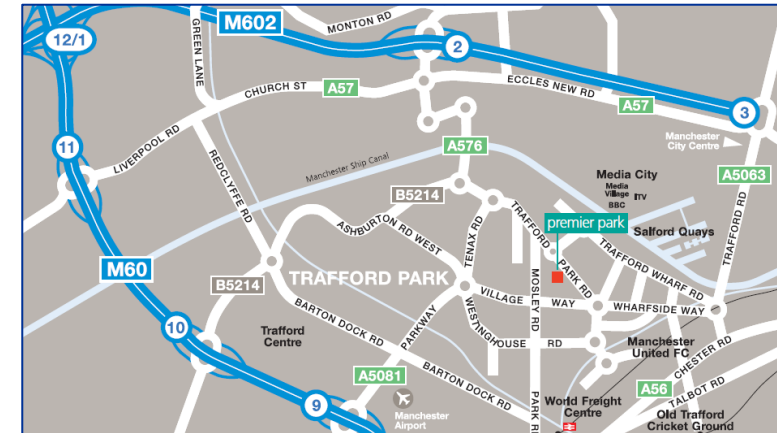 12/1
M602
MONTON RD
2
GREEN LANE
CHURCH ST
A57
ECCLES NEW RD
A57
3
LIVERPOOL RD
11
REDCLYFFE RD
Manchester Ship Canal
A576
Manchester
City Centre
A5063
Media City
Media
Village
ITV
BBC
B5214
ASHBURTON RD WEST
TENAX RD
TRAFFORD PARK RD
premier park
Salford Quays
TRAFFORD RD
TRAFFORD WHARF RD
M60
B5214
TRAFFORD PARK
MOSLEY RD
VILLAGE WAY
WHARFSIDE WAY
10
Trafford
Centre
BARTON DOCK RD
PARKWAY
WESTINGHOUSE RD
Manchester
United FC
CHESTER RD
A5081
BARTON DOCK RD
PARK RD
A56
TALBOT RD
9
Manchester
Airport
World Freight
Centre
Old Trafford
Cricket Ground